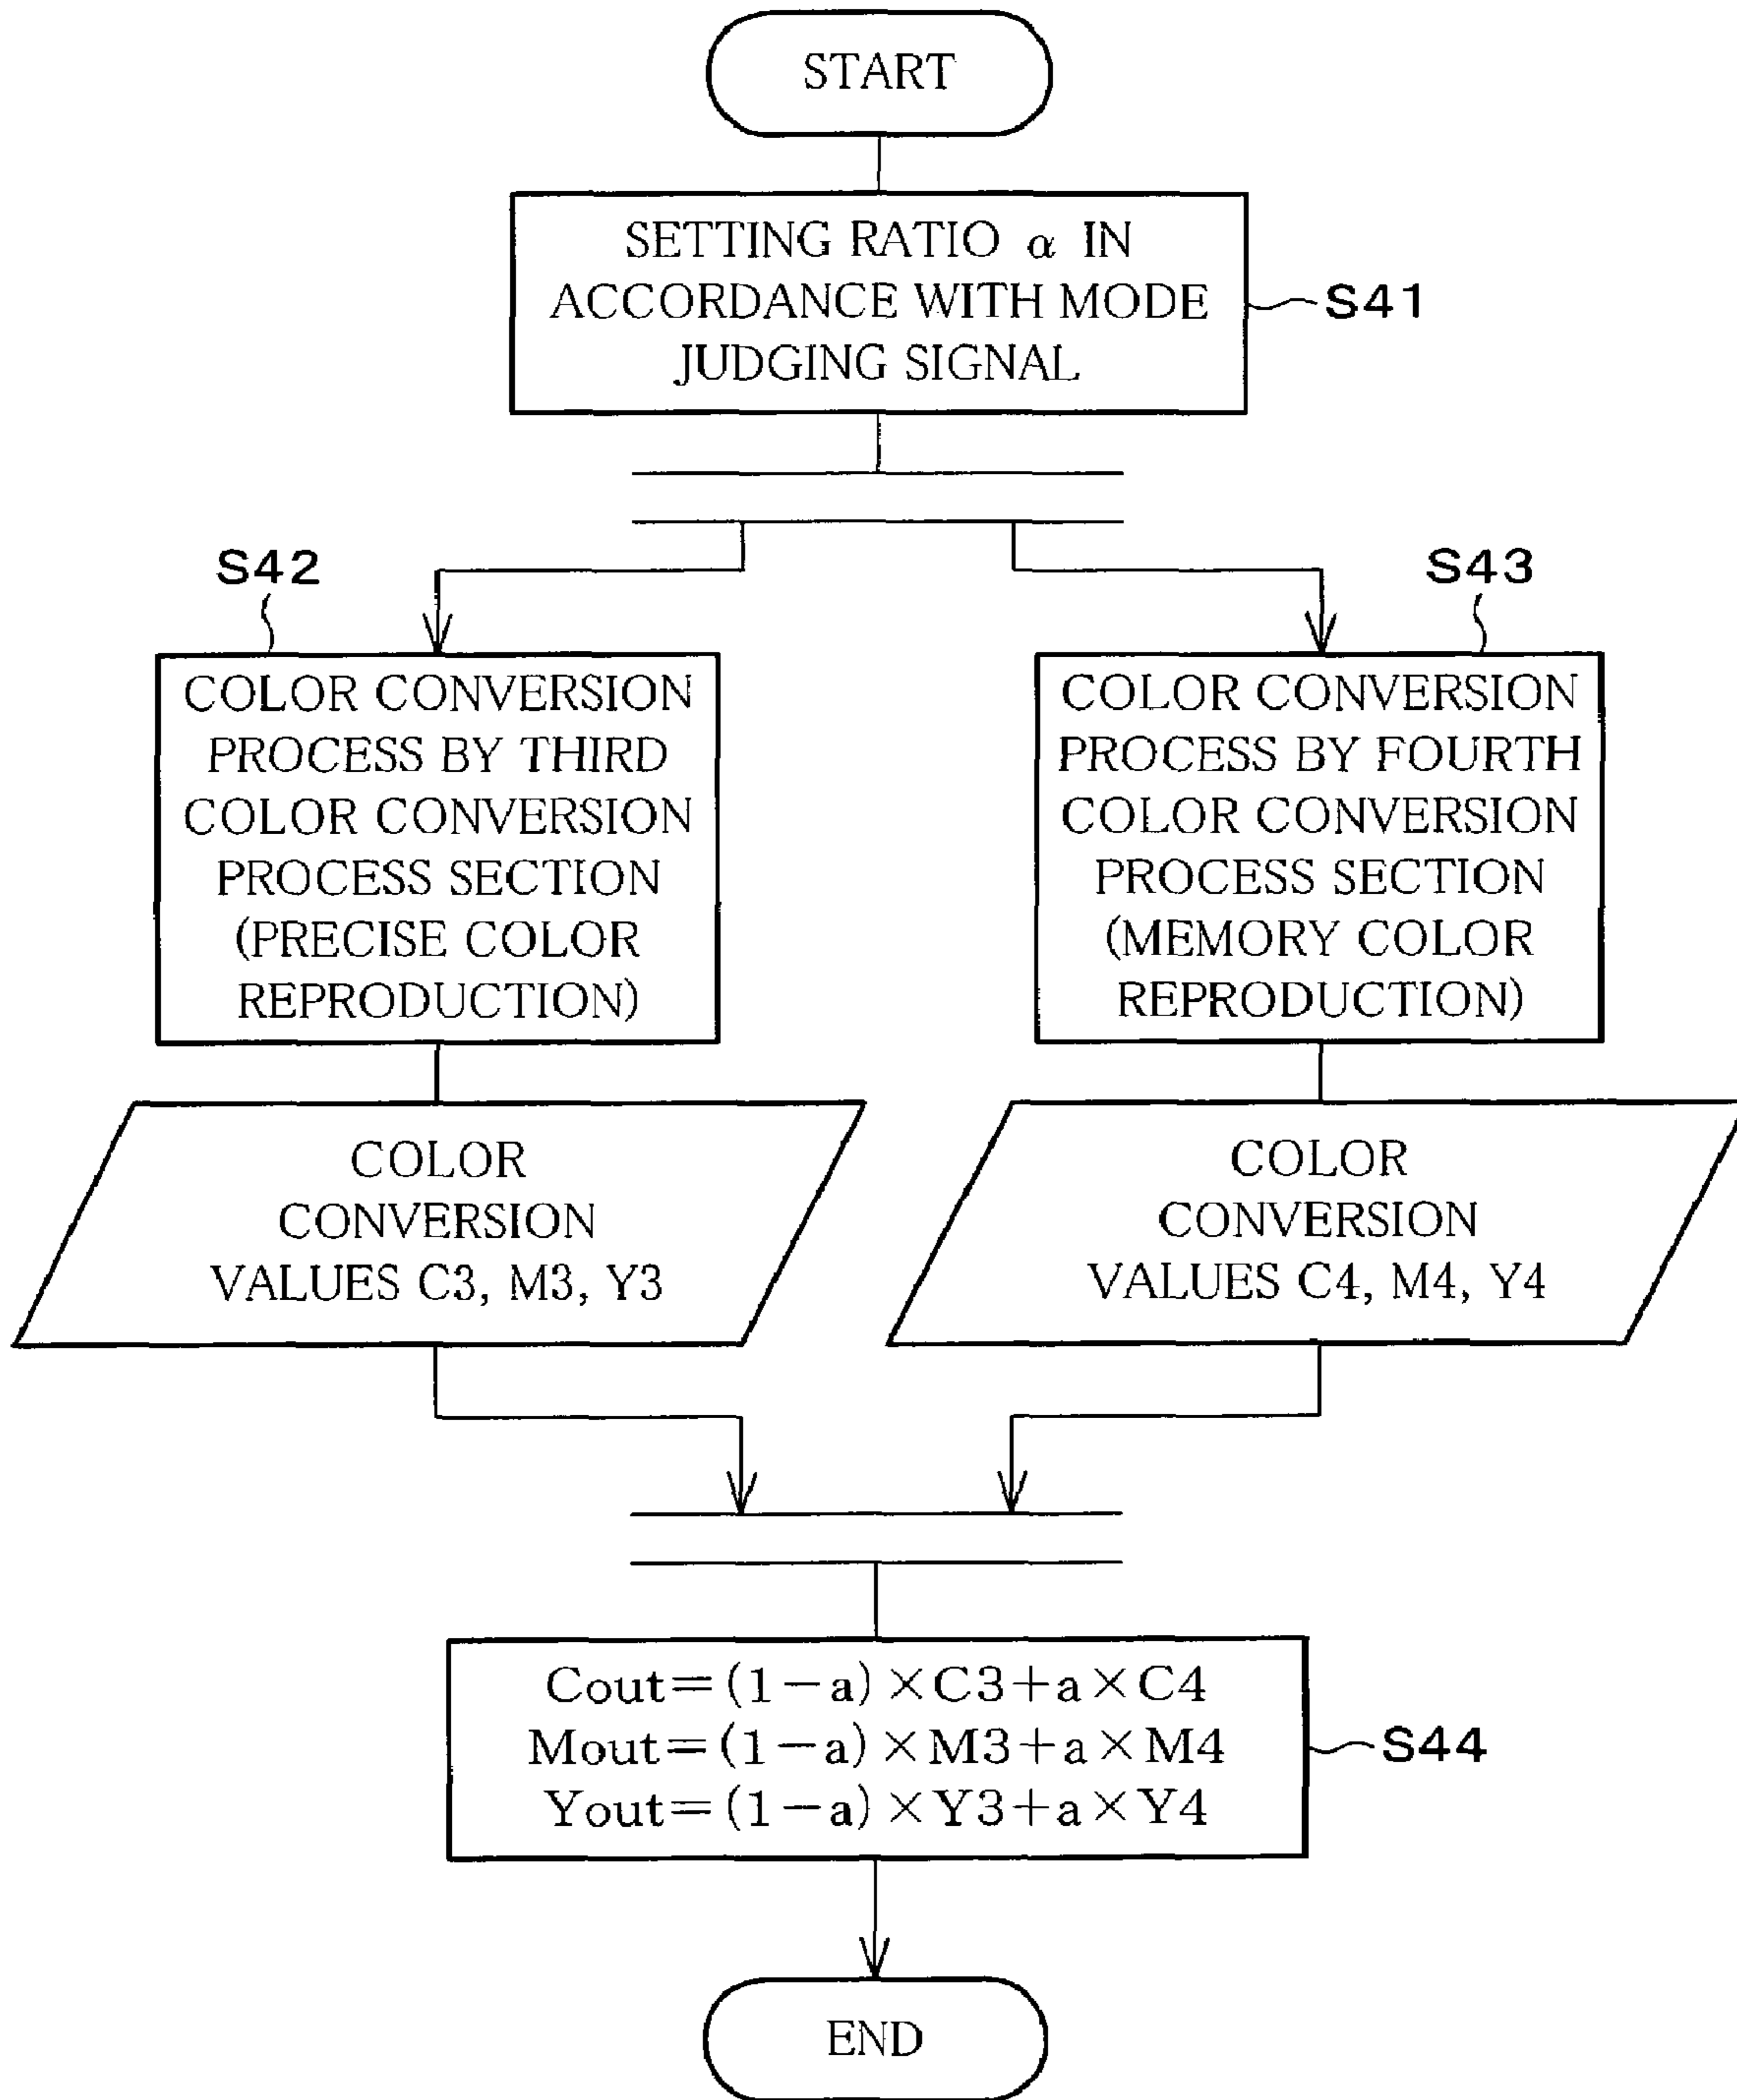 START
SETTING RATIO α IN
ACCORDANCE WITH MODE
JUDGING SIGNAL
S41
S42
COLOR CONVERSION
PROCESS BY THIRD
COLOR CONVERSION
PROCESS SECTION
(PRECISE COLOR
REPRODUCTION)
S43
COLOR CONVERSION
PROCESS BY FOURTH
COLOR CONVERSION
PROCESS SECTION
(MEMORY COLOR
REPRODUCTION)
COLOR
CONVERSION
VALUES C3, M3, Y3
COLOR
CONVERSION
VALUES C4, M4, Y4
Cout=(1-a)×C3+a×C4
Mout=(1-a)×M3+a×M4
Yout=(1-a)×Y3+a×Y4
S44
END